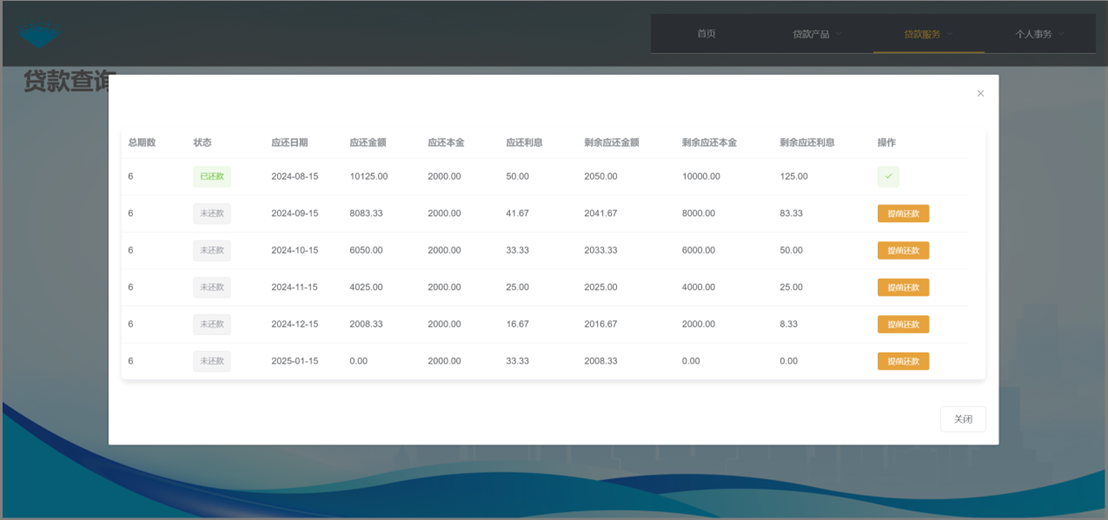 首页 贷款产品 贷款服务 个人事务
贷款查询
总期数 状态 应还日期 应还金额 应还本金 应还利息 剩余应还金额 剩余应还本金 剩余应还利息 操作
6 已还款 2024-08-15 10125.00 2000.00 50.00 2050.00 10000.00 125.00
6 未还款 2024-09-15 8083.33 2000.00 41.67 2041.67 8000.00 83.33 提前还款
6 未还款 2024-10-15 6050.00 2000.00 33.33 2033.33 6000.00 50.00 提前还款
6 未还款 2024-11-15 4025.00 2000.00 25.00 2025.00 4000.00 25.00 提前还款
6 未还款 2024-12-15 2008.33 2000.00 16.67 2016.67 2000.00 8.33 提前还款
6 未还款 2025-01-15 0.00 2000.00 33.33 2008.33 0.00 0.00 提前还款
关闭